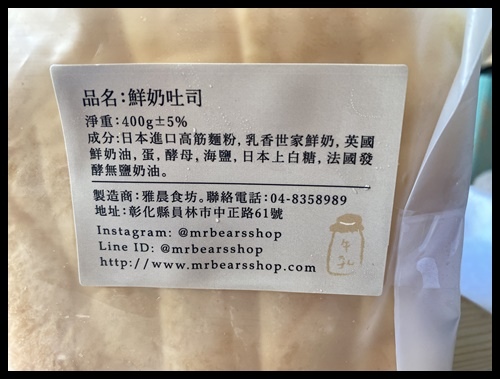 品名:鮮奶吐司
淨重:400g±5%
成分:日本進口高筋麵粉,乳香世家鮮奶,英國
鮮奶油,蛋,酵母,海鹽,日本上白糖,法國發
酵無鹽奶油。
製造商:雅晨食坊。聯絡電話:04-8358989
地址:彰化縣員林市中正路61號
Instagram: @mrbearsshop
Line ID: @mrbearsshop
http://www.mrbearsshop.com
牛乳